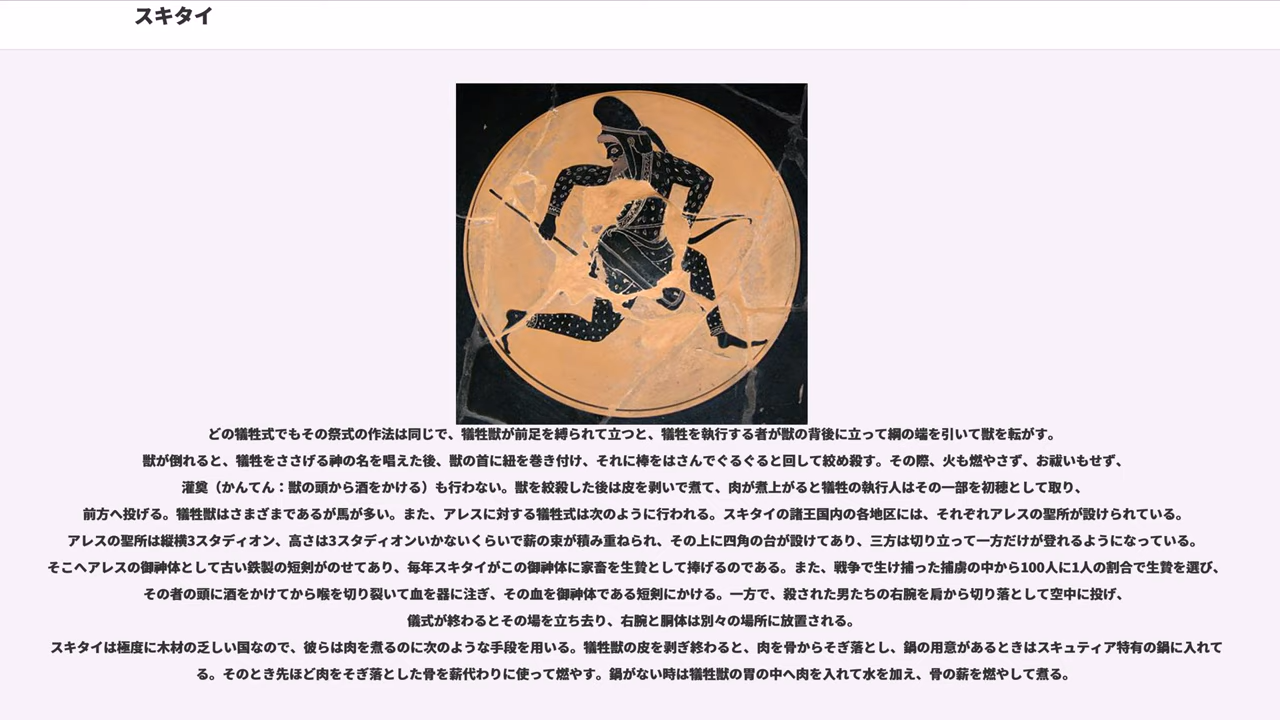 スキタイ
どの犠牲式でもその祭式の作法は同じで、犠牲獣が前足を縛られて立つと、犠牲を執行する者が獣の背後に立って綱の端を引いて獣を転がす。
獣が倒れると、犠牲をささげる神の名を唱えた後、獣の首に紐を巻き付け、それに棒をはさんでぐるぐると回して絞め殺す。その際、火も燃やさず、お祓いもせず、
灌奠（かんてん：獣の頭から酒をかける）も行わない。獣を絞殺した後は皮を剥いで煮て、肉が煮上がると犠牲の執行人はその一部を初穂として取り、
前方へ投げる。犠牲獣はさまざまであるが馬が多い。また、アレスに対する犠牲式は次のように行われる。スキタイの諸王国内の各地区には、それぞれアレスの聖所が設けられている。
アレスの聖所は縦横3スタディオン、高さは3スタディオンいかないくらいで薪の束が積み重ねられ、その上に四角の台が設けてあり、三方は切り立って一方だけが登れるようになっている。
そこへアレスの御神体として古い鉄製の短剣がのせてあり、毎年スキタイがこの御神体に家畜を生贄として捧げるのである。また、戦争で生け捕った捕虜の中から100人に1人の割合で生贄を選び、
その者の頭に酒をかけてから喉を切り裂いて血を器に注ぎ、その血を御神体である短剣にかける。一方で、殺された男たちの右腕を肩から切り落として空中に投げ、
儀式が終わるとその場を立ち去り、右腕と胴体は別々の場所に放置される。
スキタイは極度に木材の乏しい国なので、彼らは肉を煮るのに次のような手段を用いる。犠牲獣の皮を剥ぎ終わると、肉を骨からそぎ落とし、鍋の用意があるときはスキュティア特有の鍋に入れて
る。そのとき先ほど肉をそぎ落とした骨を薪代わりに使って燃やす。鍋がない時は犠牲獣の胃の中へ肉を入れて水を加え、骨の薪を燃やして煮る。